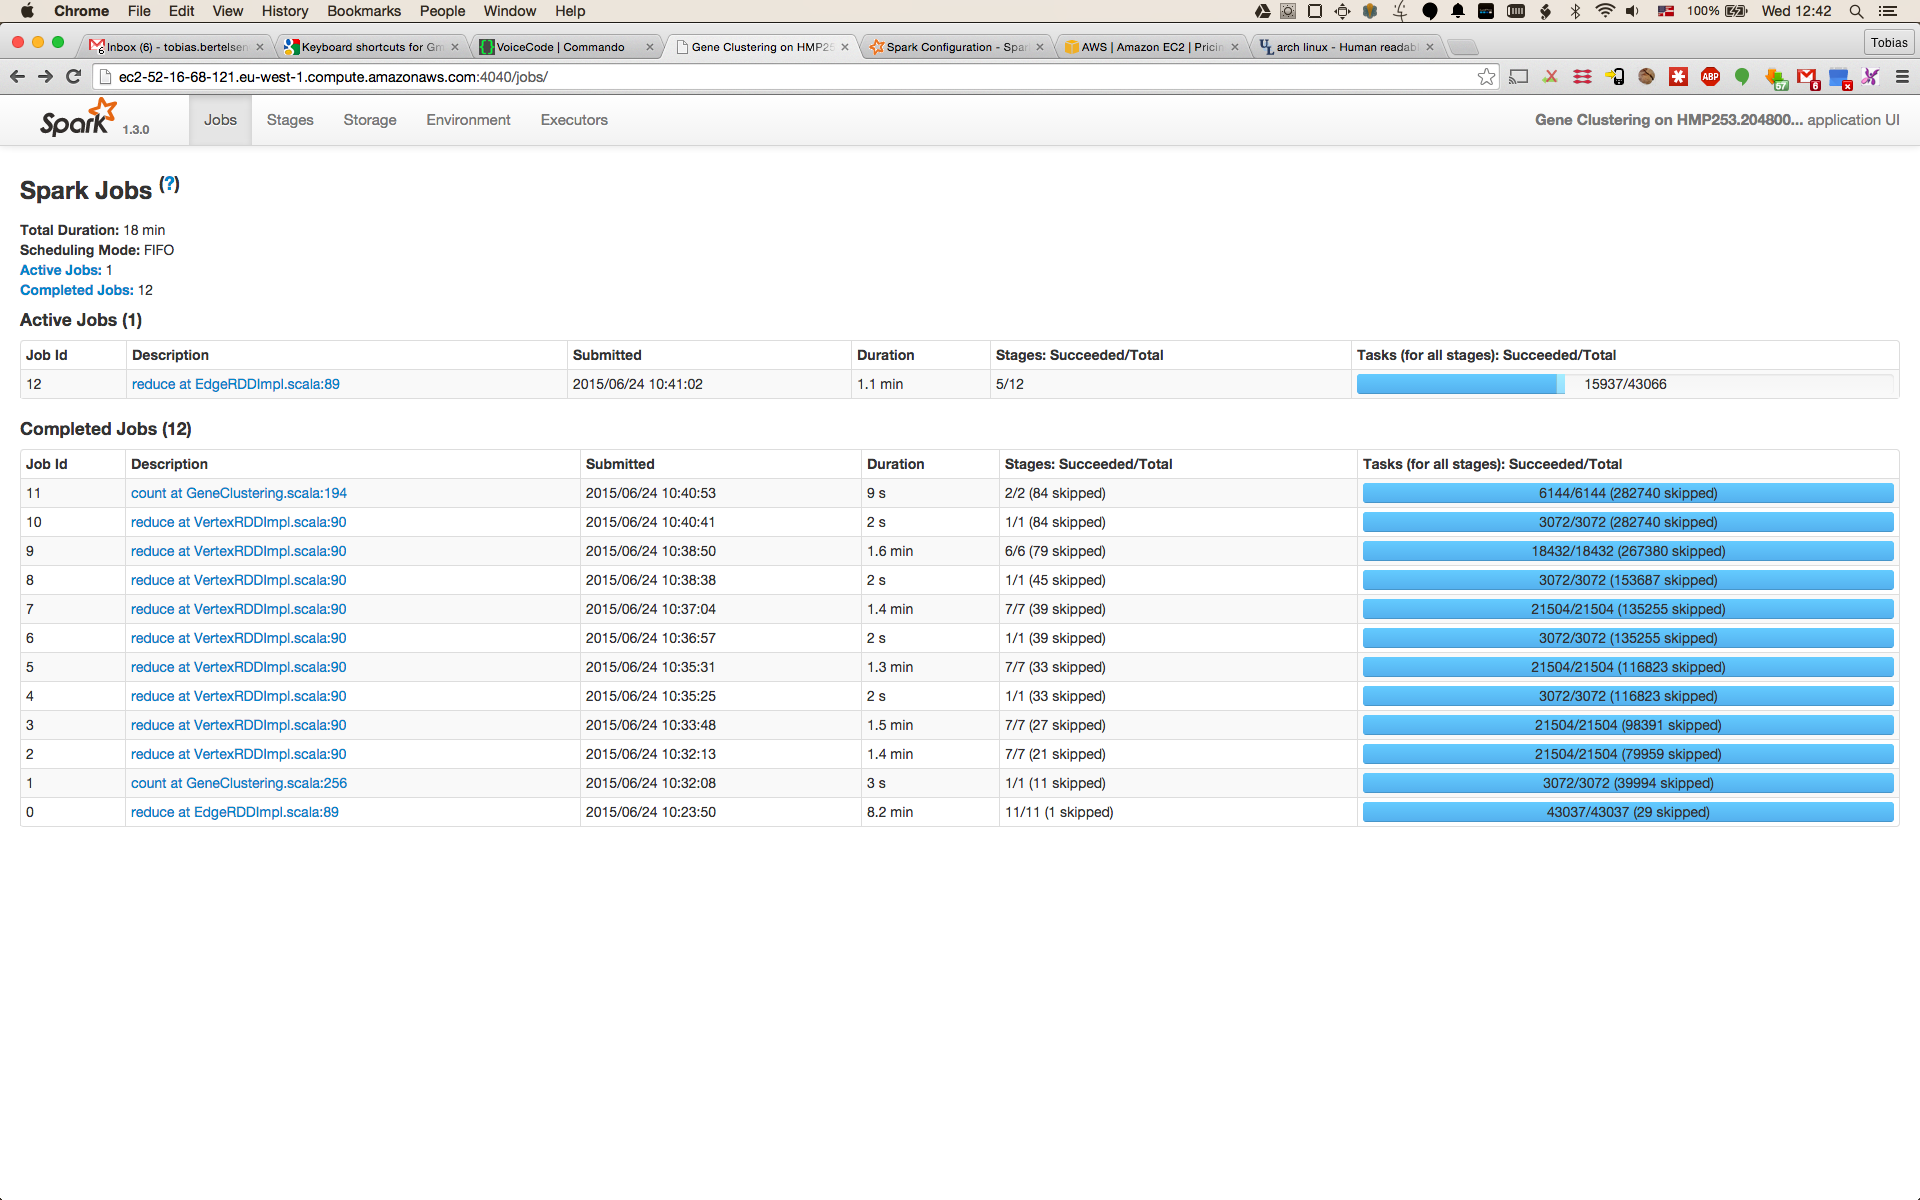 Chrome File Edit View History Bookmarks People Window Help 100% Wed 12:42
Inbox (6) - tobias.bertelsen Keyboard shortcuts for Gm VoiceCode | Commando Gene Clustering on HMP25 Spark Configuration - Spar AWS | Amazon EC2 | Pricin arch linux - Human readab Tobias
ec2-52-16-68-121.eu-west-1.compute.amazonaws.com:4040/jobs/
Spark 1.3.0 Jobs Stages Storage Environment Executors Gene Clustering on HMP253.204800... application UI
Spark Jobs (?)
Total Duration: 18 min
Scheduling Mode: FIFO
Active Jobs: 1
Completed Jobs: 12
Active Jobs (1)
Job Id Description Submitted Duration Stages: Succeeded/Total Tasks (for all stages): Succeeded/Total
12 reduce at EdgeRDDImpl.scala:89 2015/06/24 10:41:02 1.1 min 5/12 15937/43066
Completed Jobs (12)
Job Id Description Submitted Duration Stages: Succeeded/Total Tasks (for all stages): Succeeded/Total
11 count at GeneClustering.scala:194 2015/06/24 10:40:53 9 s 2/2 (84 skipped) 6144/6144 (282740 skipped)
10 reduce at VertexRDDImpl.scala:90 2015/06/24 10:40:41 2 s 1/1 (84 skipped) 3072/3072 (282740 skipped)
9 reduce at VertexRDDImpl.scala:90 2015/06/24 10:38:50 1.6 min 6/6 (79 skipped) 18432/18432 (267380 skipped)
8 reduce at VertexRDDImpl.scala:90 2015/06/24 10:38:38 2 s 1/1 (45 skipped) 3072/3072 (153687 skipped)
7 reduce at VertexRDDImpl.scala:90 2015/06/24 10:37:04 1.4 min 7/7 (39 skipped) 21504/21504 (135255 skipped)
6 reduce at VertexRDDImpl.scala:90 2015/06/24 10:36:57 2 s 1/1 (39 skipped) 3072/3072 (135255 skipped)
5 reduce at VertexRDDImpl.scala:90 2015/06/24 10:35:31 1.3 min 7/7 (33 skipped) 21504/21504 (116823 skipped)
4 reduce at VertexRDDImpl.scala:90 2015/06/24 10:35:25 2 s 1/1 (33 skipped) 3072/3072 (116823 skipped)
3 reduce at VertexRDDImpl.scala:90 2015/06/24 10:33:48 1.5 min 7/7 (27 skipped) 21504/21504 (98391 skipped)
2 reduce at VertexRDDImpl.scala:90 2015/06/24 10:32:13 1.4 min 7/7 (21 skipped) 21504/21504 (79959 skipped)
1 count at GeneClustering.scala:256 2015/06/24 10:32:08 3 s 1/1 (11 skipped) 3072/3072 (39994 skipped)
0 reduce at EdgeRDDImpl.scala:89 2015/06/24 10:23:50 8.2 min 11/11 (1 skipped) 43037/43037 (29 skipped)